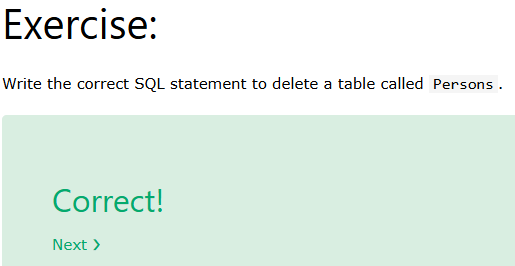 Exercise:
Write the correct SQL statement to delete a table called Persons.
Correct!
Next ❯